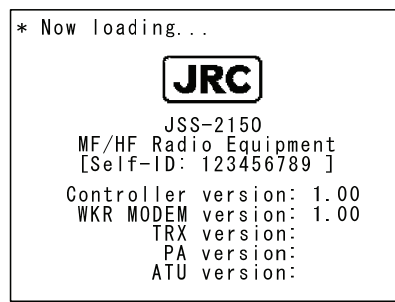 * Now loading...
JRC
JSS-2150
MF/HF Radio Equipment
[Self-ID: 123456789 ]
Controller version: 1.00
WKR MODEM version: 1.00
TRX version:
PA version:
ATU version: